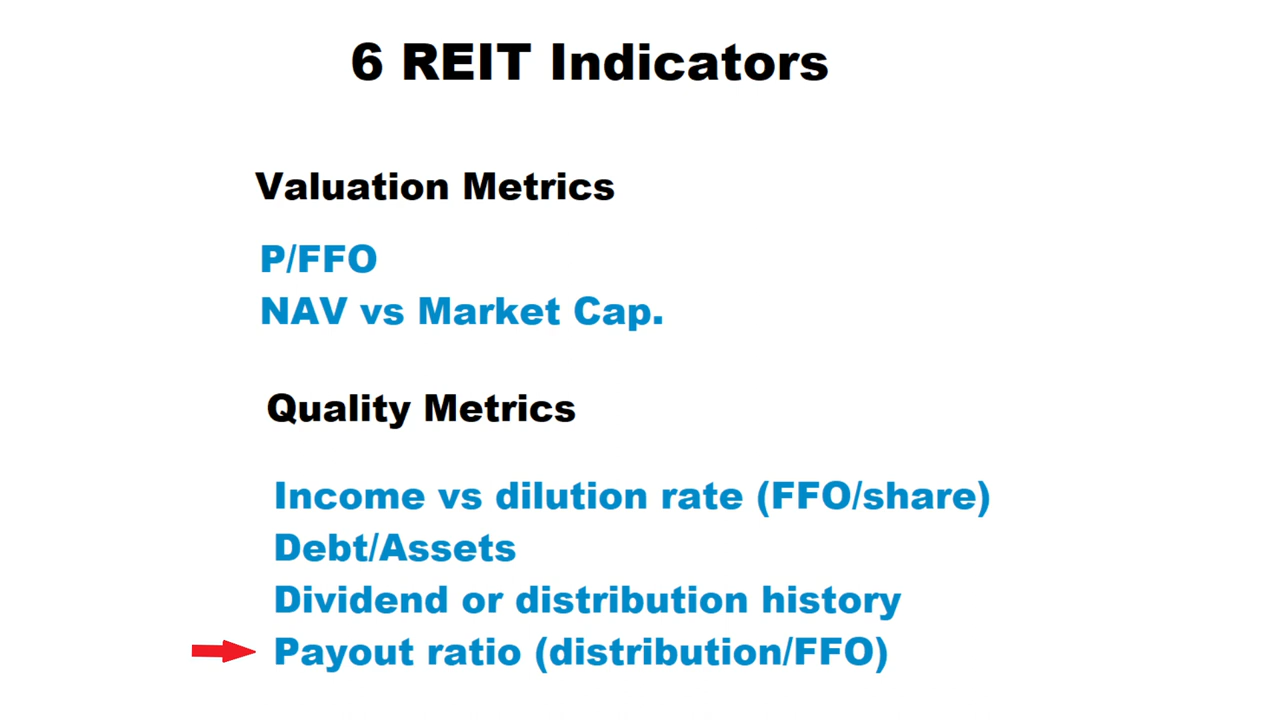 6 REIT Indicators
Valuation Metrics
P/FFO
NAV vs Market Cap.
Quality Metrics
Income vs dilution rate (FFO/share)
Debt/Assets
Dividend or distribution history
Payout ratio (distribution/FFO)